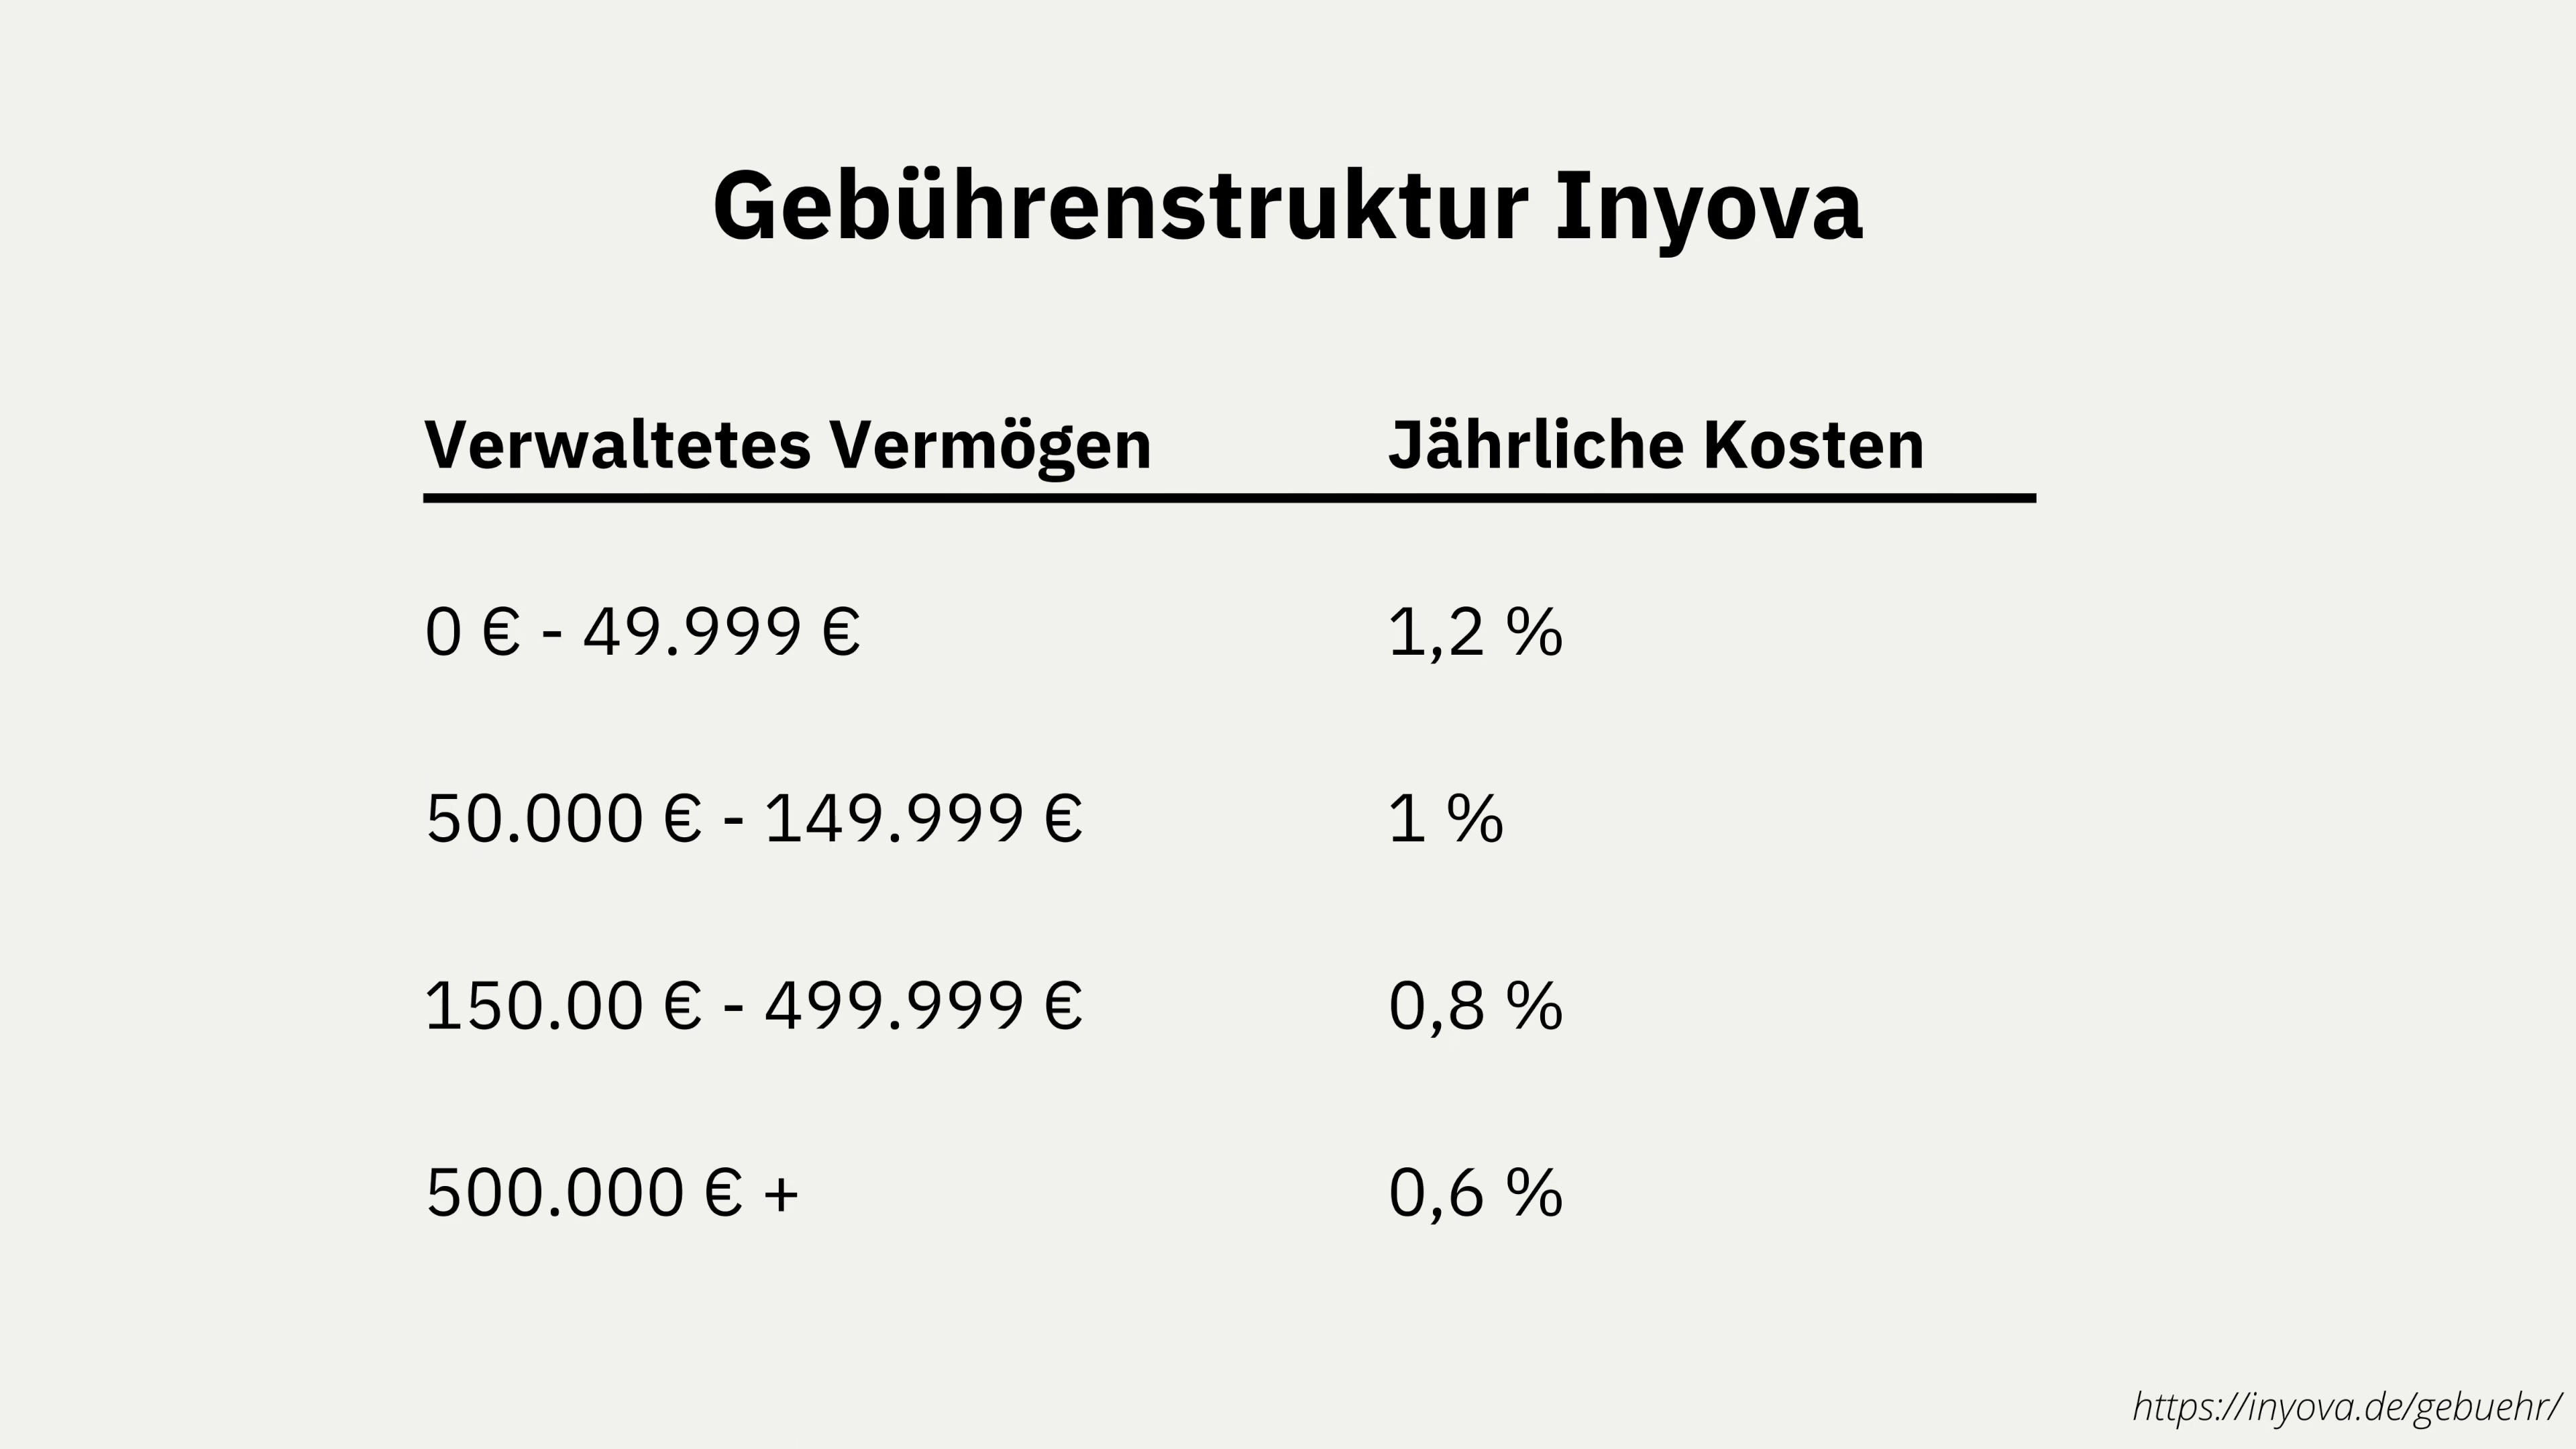 Gebührenstruktur Inyova
Verwaltetes Vermögen Jährliche Kosten
0 € - 49.999 € 1,2 %
50.000 € - 149.999 € 1 %
150.00 € - 499.999 € 0,8 %
500.000 € + 0,6 %
https://inyova.de/gebuehr/